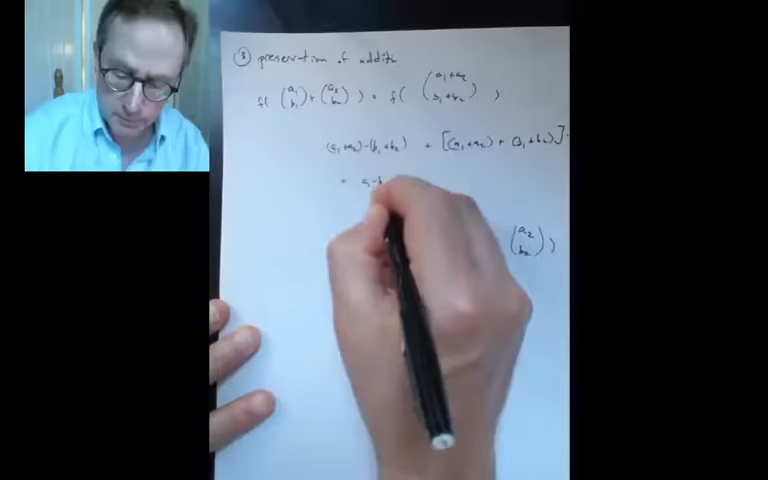 ③ preservation of additi
f( (a₁ b₁) + (a₂ b₂) ) = f( (a₁+a₂ b₁+b₂) )
(a₁+a₂)-(b₁+b₂) + [(a₁+a₂) + (b₁+b₂)]
= a₁-b
(a₂ b₂) )